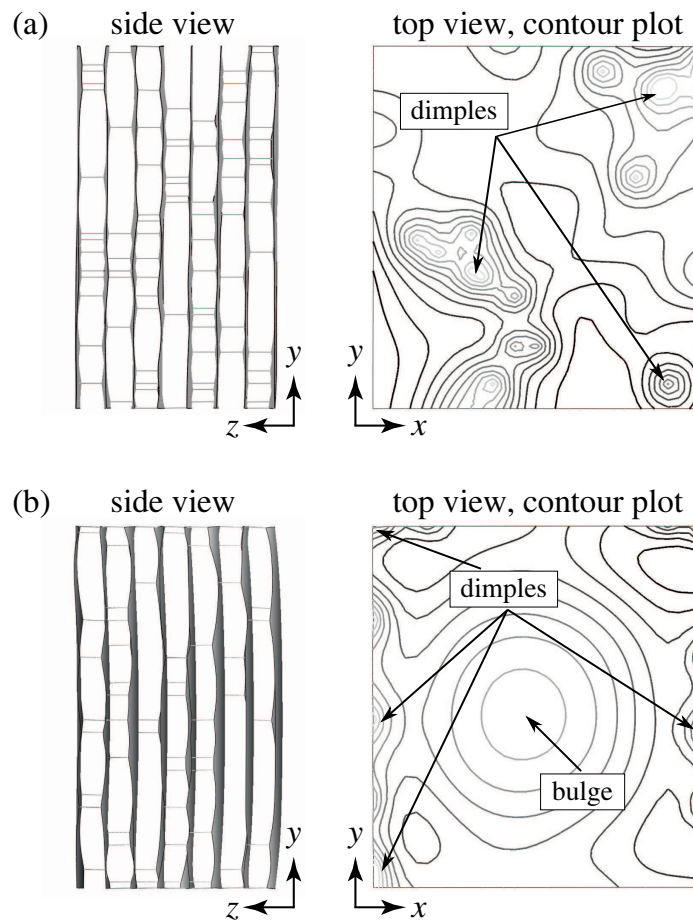 (a) side view top view, contour plot
dimples
y y
z x
(b) side view top view, contour plot
dimples
bulge
y y
z x